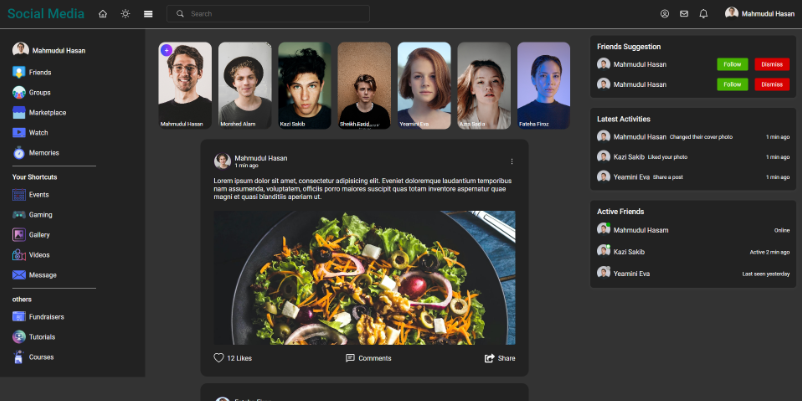 Social Media
Search
Mahmudul Hasan
Mahmudul Hasan
Friends
Groups
Marketplace
Watch
Memories
Your Shortcuts
Events
Gaming
Gallery
Videos
Message
others
Fundraisers
Tutorials
Courses
Mahmudul Hasan
Morshed Alam
Kazi Sakib
Sheikh Farid
Yeamini Eva
Fatiha Firoz
Mahmudul Hasan
1 min ago
Lorem ipsum dolor sit amet, consectetur adipisicing elit. Eveniet doloremque laudantium temporibus
nam assumenda, voluptatem, officiis porro maiores suscipit quas totam inventore aspernatur quae
magni et quasi blanditiis aperiam ut.
12 Likes
Comments
Share
Friends Suggestion
Mahmudul Hasan Follow Dismiss
Mahmudul Hasan Follow Dismiss
Latest Activities
Mahmudul Hasan Changed their cover photo 1 min ago
Kazi Sakib Liked your photo 1 min ago
Yeamini Eva Share a post 1 min ago
Active Friends
Mahmudul Hasam Online
Kazi Sakib Active 2 min ago
Yeamini Eva Last seen yesterday